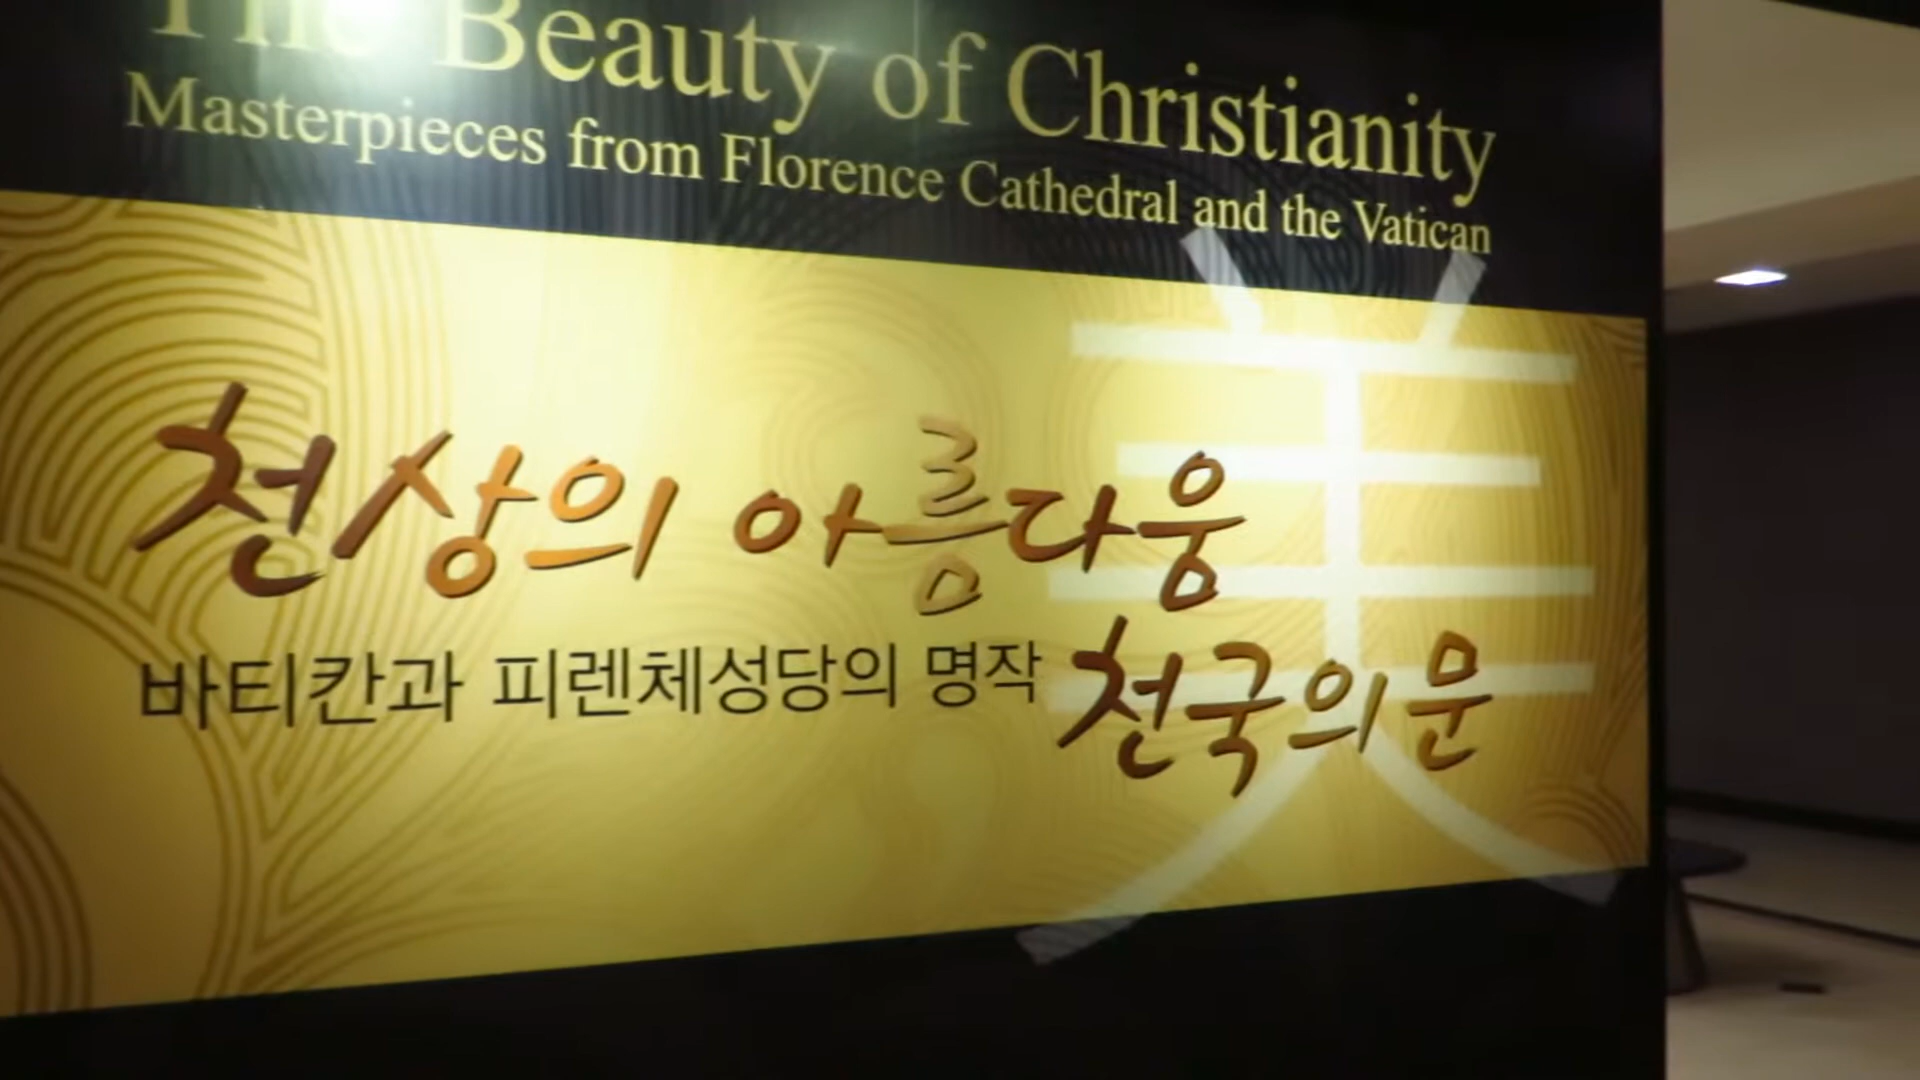 The Beauty of Christianity
Masterpieces from Florence Cathedral and the Vatican
美
천상의 아름다움
바티칸과 피렌체성당의 명작 천국의 문